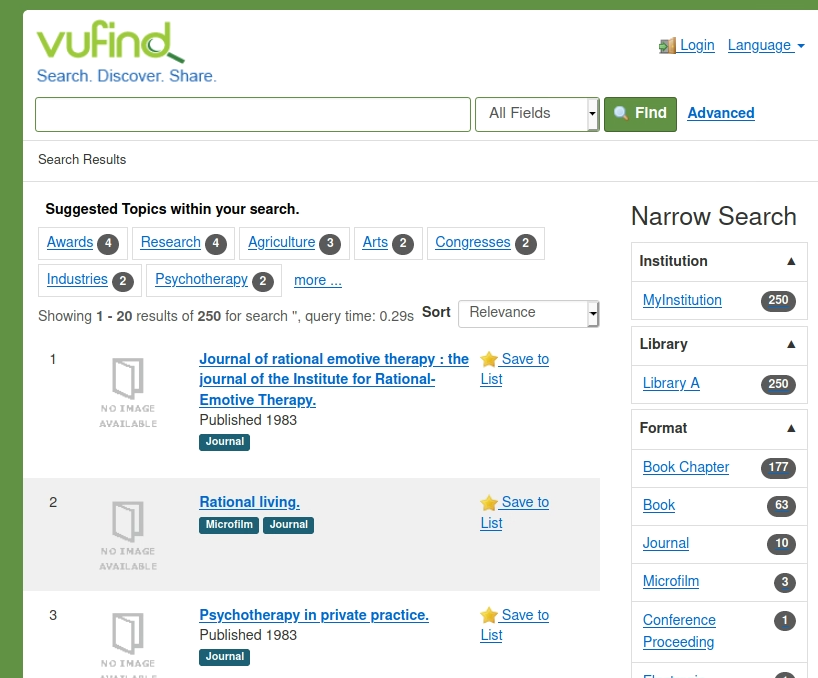 vufind
Search. Discover. Share.
Login Language
All Fields Find Advanced
Search Results
Suggested Topics within your search.
Awards 4 Research 4 Agriculture 3 Arts 2 Congresses 2
Industries 2 Psychotherapy 2 more ...
Showing 1 - 20 results of 250 for search '', query time: 0.29s Sort Relevance
1
NO IMAGE
AVAILABLE
Journal of rational emotive therapy : the
journal of the Institute for Rational-
Emotive Therapy.
Published 1983
Journal
Save to
List
2
NO IMAGE
AVAILABLE
Rational living.
Microfilm Journal
Save to
List
3
NO IMAGE
AVAILABLE
Psychotherapy in private practice.
Published 1983
Journal
Save to
List
Narrow Search
Institution
MyInstitution 250
Library
Library A 250
Format
Book Chapter 177
Book 63
Journal 10
Microfilm 3
Conference 1
Proceeding